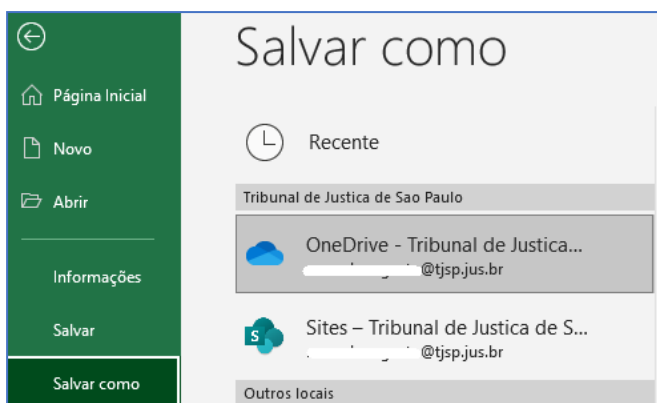 Salvar como
Página Inicial
Novo
Abrir
Informações
Salvar
Salvar como
Recente
Tribunal de Justica de Sao Paulo
OneDrive - Tribunal de Justica...
@tjsp.jus.br
S
Sites – Tribunal de Justica de S...
@tjsp.jus.br
Outros locais